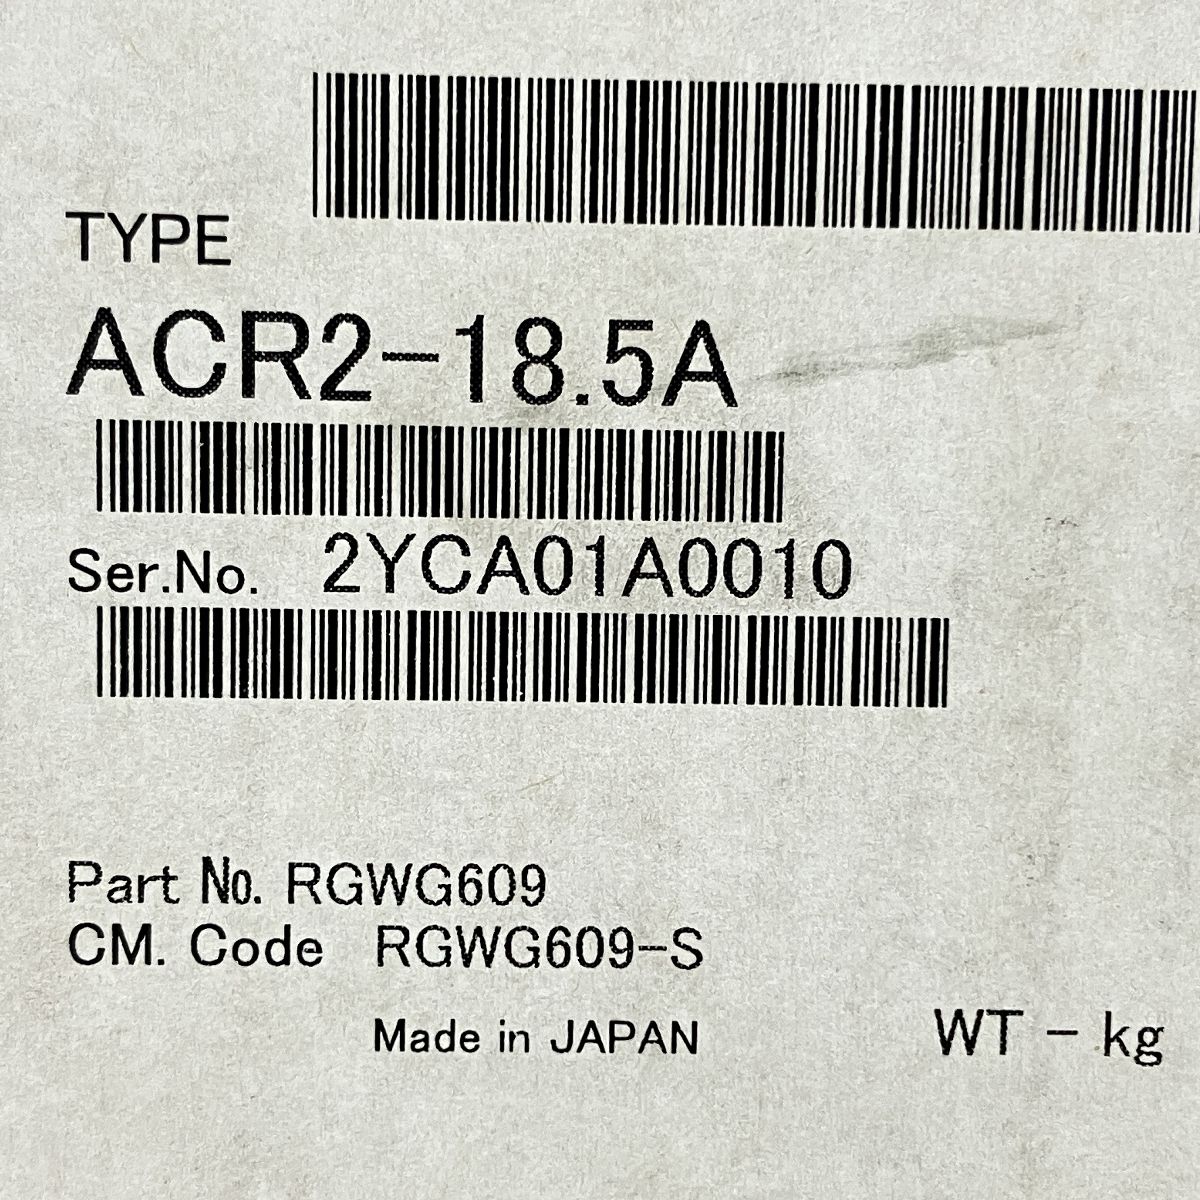 TYPE
ACR2-18.5A
Ser.No. 2YCA01A0010
Part No. RGWG609
CM. Code RGWG609-S
Made in JAPAN
WT - kg